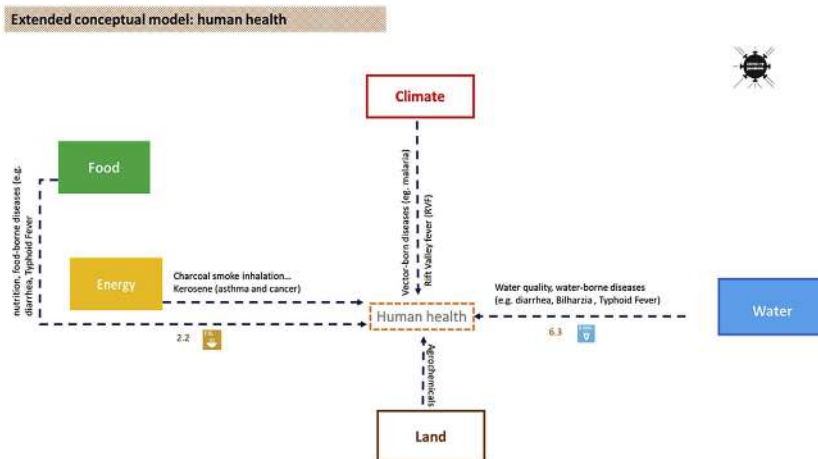 Extended conceptual model: human health
Climate
Food
nutrition, food-borne diseases (e.g.
diarrhea, Typhoid Fever
Vector-born diseases (eg. malaria)
Rift Valley fever (RVF)
Energy
Charcoal smoke inhalation...
Kerosene (asthma and cancer)
Water quality, water-borne diseases
(e.g. diarrhea, Bilharzia , Typhoid Fever)
Water
Human health
2.2
6.3
Agrochemicals
Land